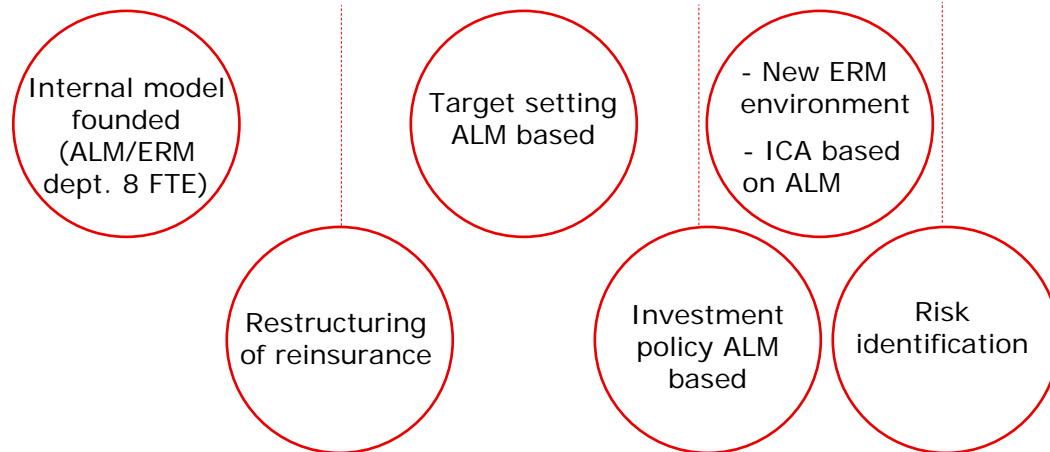 Internal model
founded
(ALM/ERM
dept. 8 FTE)
Restructuring
of reinsurance
Target setting
ALM based
Investment
policy ALM
based
- New ERM
environment
- ICA based
on ALM
Risk
identification